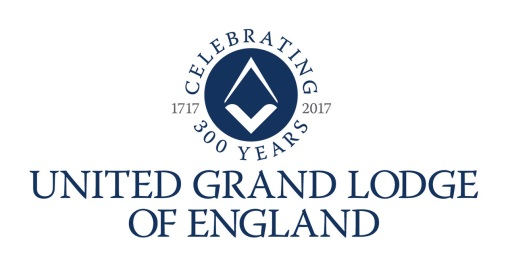 CELEBRATING
1717 2017
300 YEARS
UNITED GRAND LODGE
OF ENGLAND